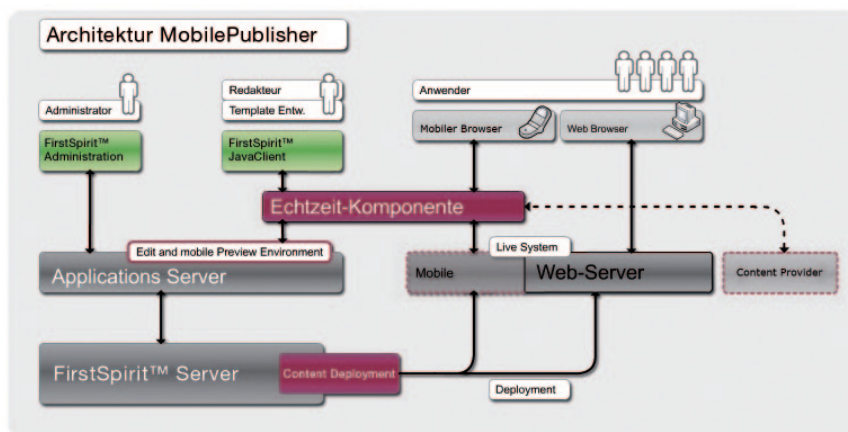 Architektur MobilePublisher
Administrator
Redakteur
Template Entw.
Anwender
FirstSpirit™
Administration
FirstSpirit™
JavaClient
Mobiler Browser
Web Browser
Echtzeit-Komponente
Edit and mobile Preview Environment
Live System
Applications Server
Mobile
Web-Server
Content Provider
FirstSpirit™ Server
Content Deployment
Deployment